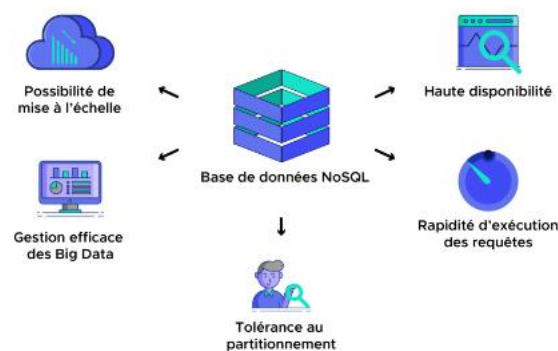 Possibilité de
mise à l'échelle
Haute disponibilité
Base de données NoSQL
Gestion efficace
des Big Data
Rapidité d'exécution
des requêtes
Tolérance au
partitionnement